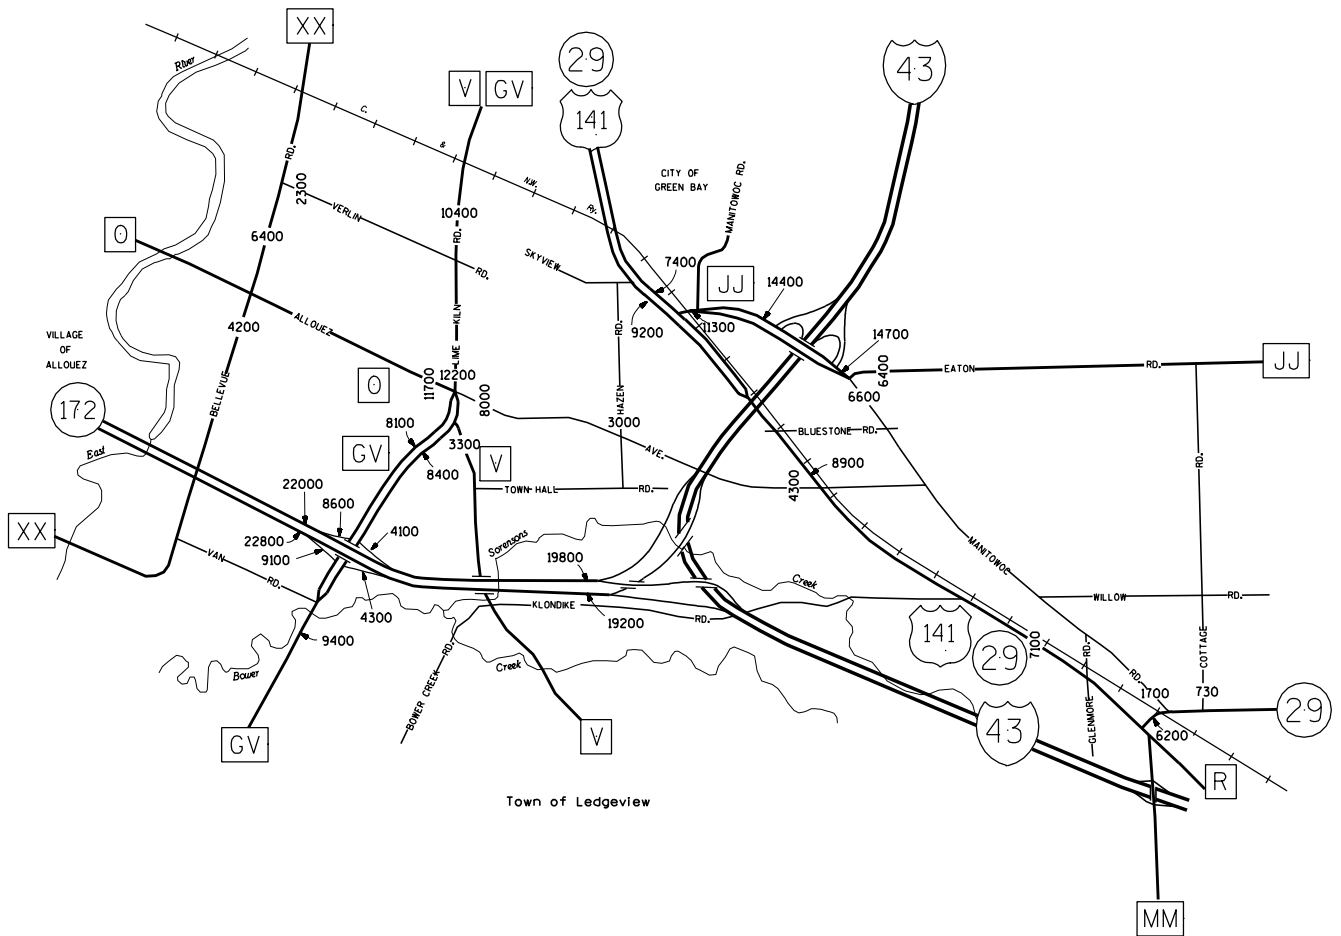 XX
29
43
River
V
GV
141
C.
&
N.W.
Ry.
CITY OF
GREEN BAY
MANITOWOC RD.
RD.
2300
VERLIN
RD.
10400
RD.
O
6400
SKYVIEW
7400
JJ
14400
ALLOUEZ
KILN
LIME
4200
9200
11300
14700
VILLAGE
OF
ALLOUEZ
RD.
6400
EATON
RD.
JJ
O
11700
12200
8000
6600
BELLEVUE
HAZEN
172
8100
3000
BLUESTONE RD.
East
GV
3300
V
8400
AVE.
4300
8900
RD.
22000
8600
TOWN HALL
RD.
XX
22800
4100
9100
VAN
RD.
Sorensons
19800
Creek
MANITOWOC
4300
KLONDIKE
19200
RD.
WILLOW
RD.
9400
141
29
7100
RD.
COTTAGE
Bower
BOWER CREEK RD.
Creek
RD.
1700
730
29
GV
V
43
GLENMORE
6200
R
Town of Ledgeview
MM